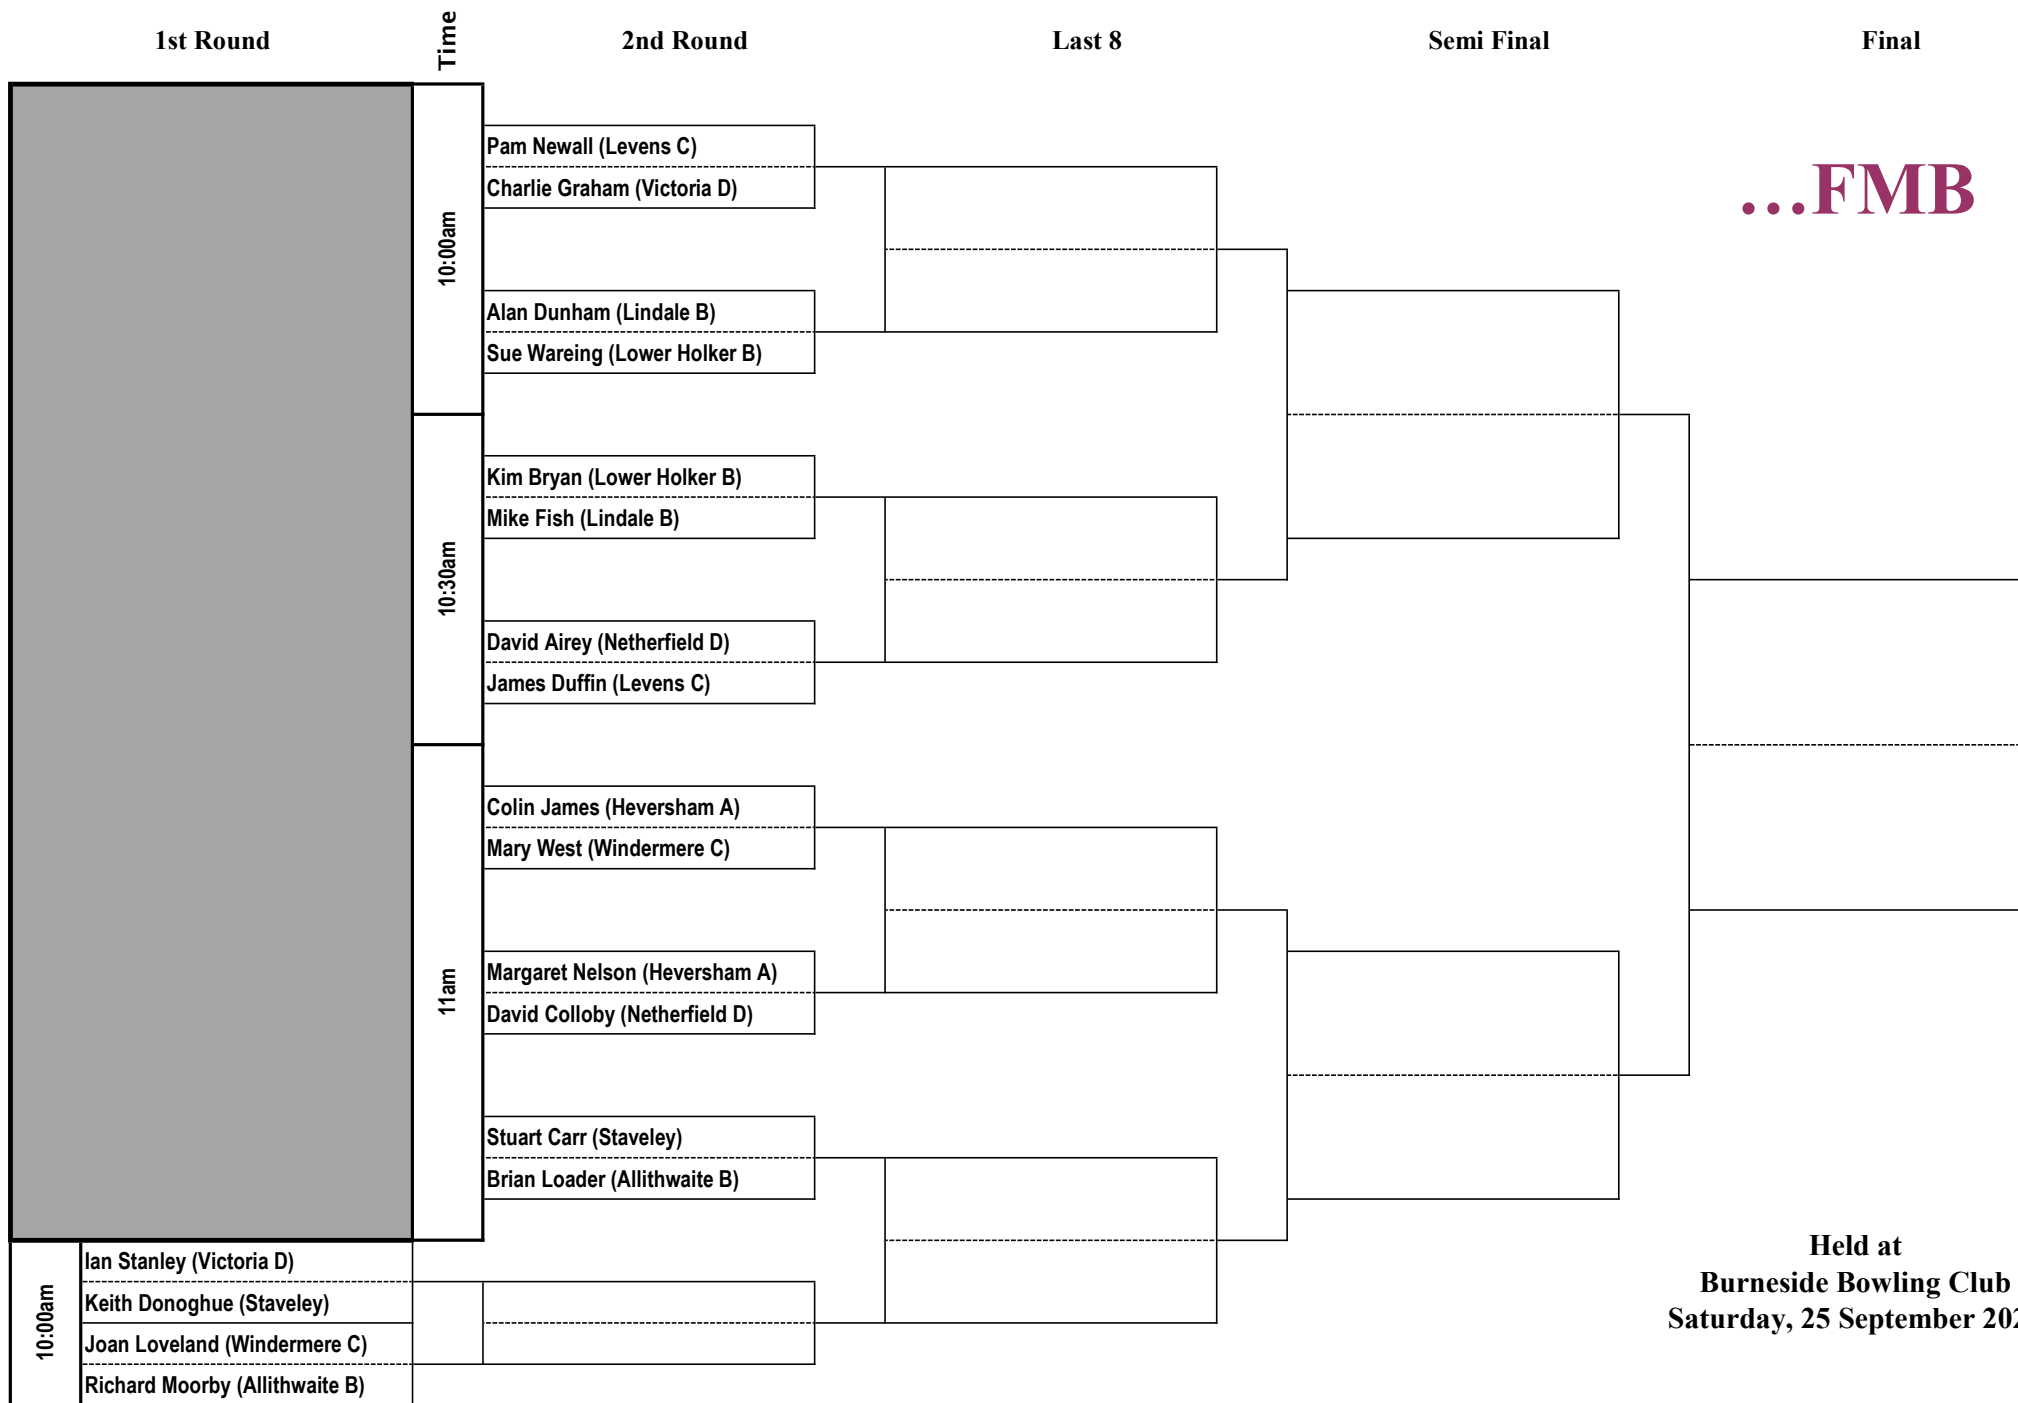 1st Round
Time
2nd Round
Last 8
Semi Final
Final
…FMB
10:00am
Pam Newall (Levens C)
Charlie Graham (Victoria D)
Alan Dunham (Lindale B)
Sue Wareing (Lower Holker B)
10:30am
Kim Bryan (Lower Holker B)
Mike Fish (Lindale B)
David Airey (Netherfield D)
James Duffin (Levens C)
11am
Colin James (Heversham A)
Mary West (Windermere C)
Margaret Nelson (Heversham A)
David Colloby (Netherfield D)
Stuart Carr (Staveley)
Brian Loader (Allithwaite B)
10:00am
Ian Stanley (Victoria D)
Keith Donoghue (Staveley)
Joan Loveland (Windermere C)
Richard Moorby (Allithwaite B)
Held at
Burneside Bowling Club
Saturday, 25 September